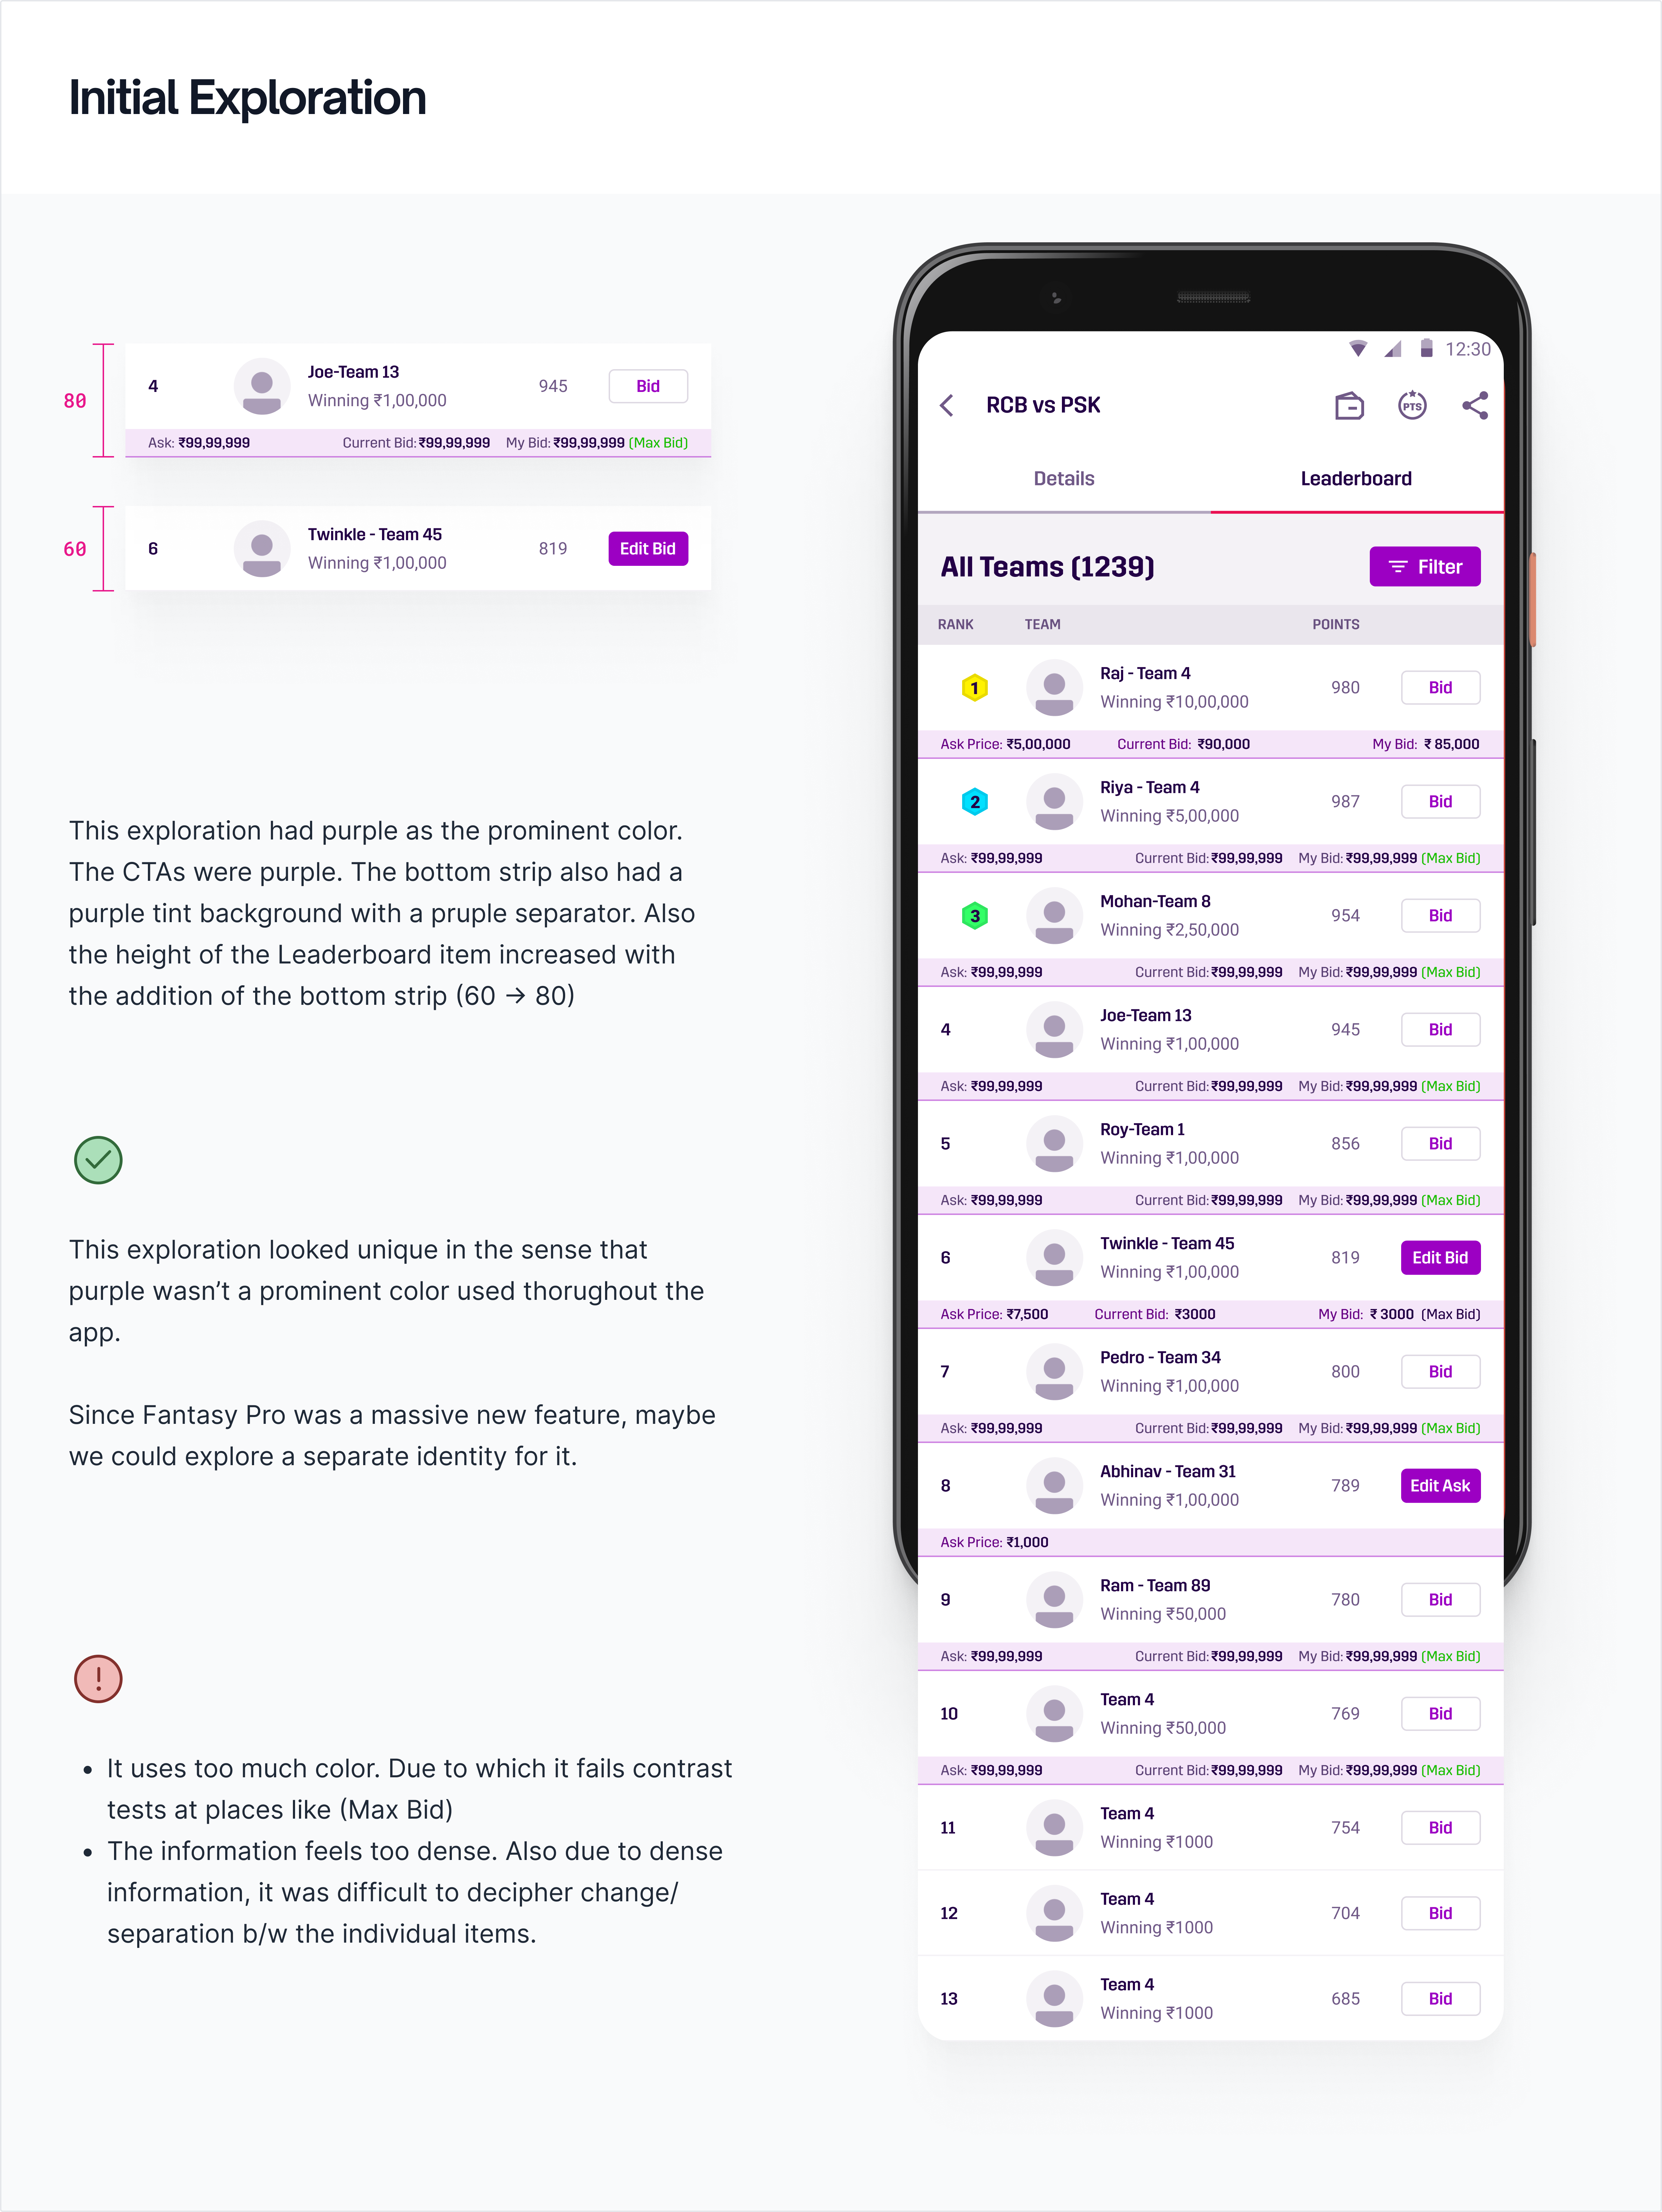 Initial Exploration
80
4
Joe-Team 13
Winning ₹1,00,000
945
Bid
Ask: ₹99,99,999 Current Bid: ₹99,99,999 My Bid: ₹99,99,999 (Max Bid)
60
6
Twinkle - Team 45
Winning ₹1,00,000
819
Edit Bid
This exploration had purple as the prominent color.
The CTAs were purple. The bottom strip also had a
purple tint background with a pruple separator. Also
the height of the Leaderboard item increased with
the addition of the bottom strip (60 → 80)
This exploration looked unique in the sense that
purple wasn’t a prominent color used thorughout the
app.
Since Fantasy Pro was a massive new feature, maybe
we could explore a separate identity for it.
!
• It uses too much color. Due to which it fails contrast
tests at places like (Max Bid)
• The information feels too dense. Also due to dense
information, it was difficult to decipher change/
separation b/w the individual items.
12:30
RCB vs PSK
PTS
Details Leaderboard
All Teams (1239)
Filter
RANK TEAM POINTS
1
Raj - Team 4
Winning ₹10,00,000
980
Bid
Ask Price: ₹5,00,000 Current Bid: ₹90,000 My Bid: ₹ 85,000
2
Riya - Team 4
Winning ₹5,00,000
987
Bid
Ask: ₹99,99,999 Current Bid: ₹99,99,999 My Bid: ₹99,99,999 (Max Bid)
3
Mohan-Team 8
Winning ₹2,50,000
954
Bid
Ask: ₹99,99,999 Current Bid: ₹99,99,999 My Bid: ₹99,99,999 (Max Bid)
4
Joe-Team 13
Winning ₹1,00,000
945
Bid
Ask: ₹99,99,999 Current Bid: ₹99,99,999 My Bid: ₹99,99,999 (Max Bid)
5
Roy-Team 1
Winning ₹1,00,000
856
Bid
Ask: ₹99,99,999 Current Bid: ₹99,99,999 My Bid: ₹99,99,999 (Max Bid)
6
Twinkle - Team 45
Winning ₹1,00,000
819
Edit Bid
Ask Price: ₹7,500 Current Bid: ₹3000 My Bid: ₹ 3000 (Max Bid)
7
Pedro - Team 34
Winning ₹1,00,000
800
Bid
Ask: ₹99,99,999 Current Bid: ₹99,99,999 My Bid: ₹99,99,999 (Max Bid)
8
Abhinav - Team 31
Winning ₹1,00,000
789
Edit Ask
Ask Price: ₹1,000
9
Ram - Team 89
Winning ₹50,000
780
Bid
Ask: ₹99,99,999 Current Bid: ₹99,99,999 My Bid: ₹99,99,999 (Max Bid)
10
Team 4
Winning ₹50,000
769
Bid
Ask: ₹99,99,999 Current Bid: ₹99,99,999 My Bid: ₹99,99,999 (Max Bid)
11
Team 4
Winning ₹1000
754
Bid
12
Team 4
Winning ₹1000
704
Bid
13
Team 4
Winning ₹1000
685
Bid